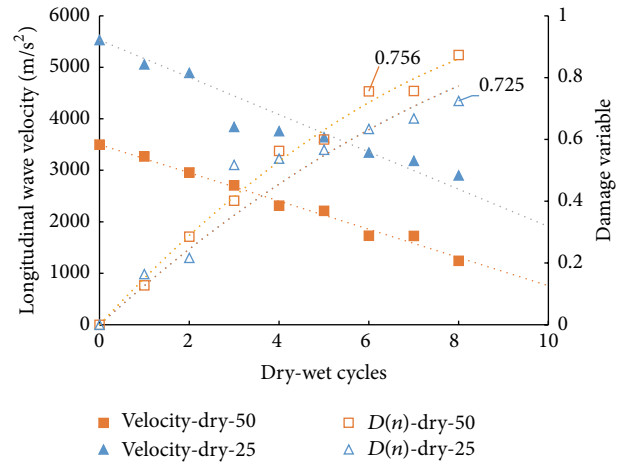 6000
5000
4000
3000
2000
1000
0
Longitudinal wave velocity (m/s²)
0 2 4 6 8 10
Dry-wet cycles
1
0.8
0.6
0.4
0.2
0
Damage variable
0.756
0.725
Velocity-dry-50
Velocity-dry-25
D(n)-dry-50
D(n)-dry-25